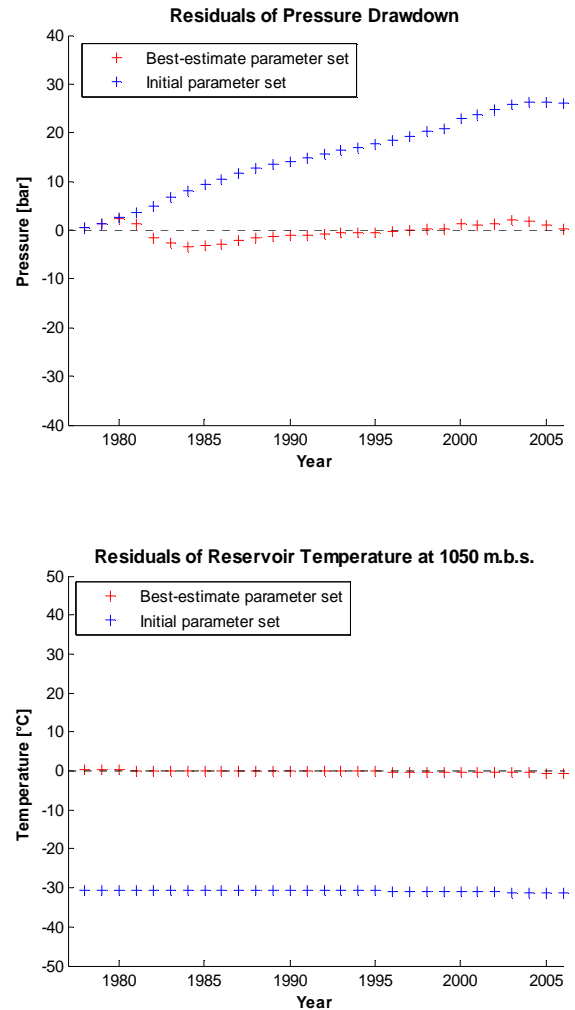 Residuals of Pressure Drawdown
40
Best-estimate parameter set
Initial parameter set
30
20
10
0
-10
-20
-30
-40
Pressure [bar]
1980 1985 1990 1995 2000 2005
Year
Residuals of Reservoir Temperature at 1050 m.b.s.
50
Best-estimate parameter set
40
Initial parameter set
30
20
10
0
-10
-20
-30
-40
-50
Temperature [°C]
1980 1985 1990 1995 2000 2005
Year